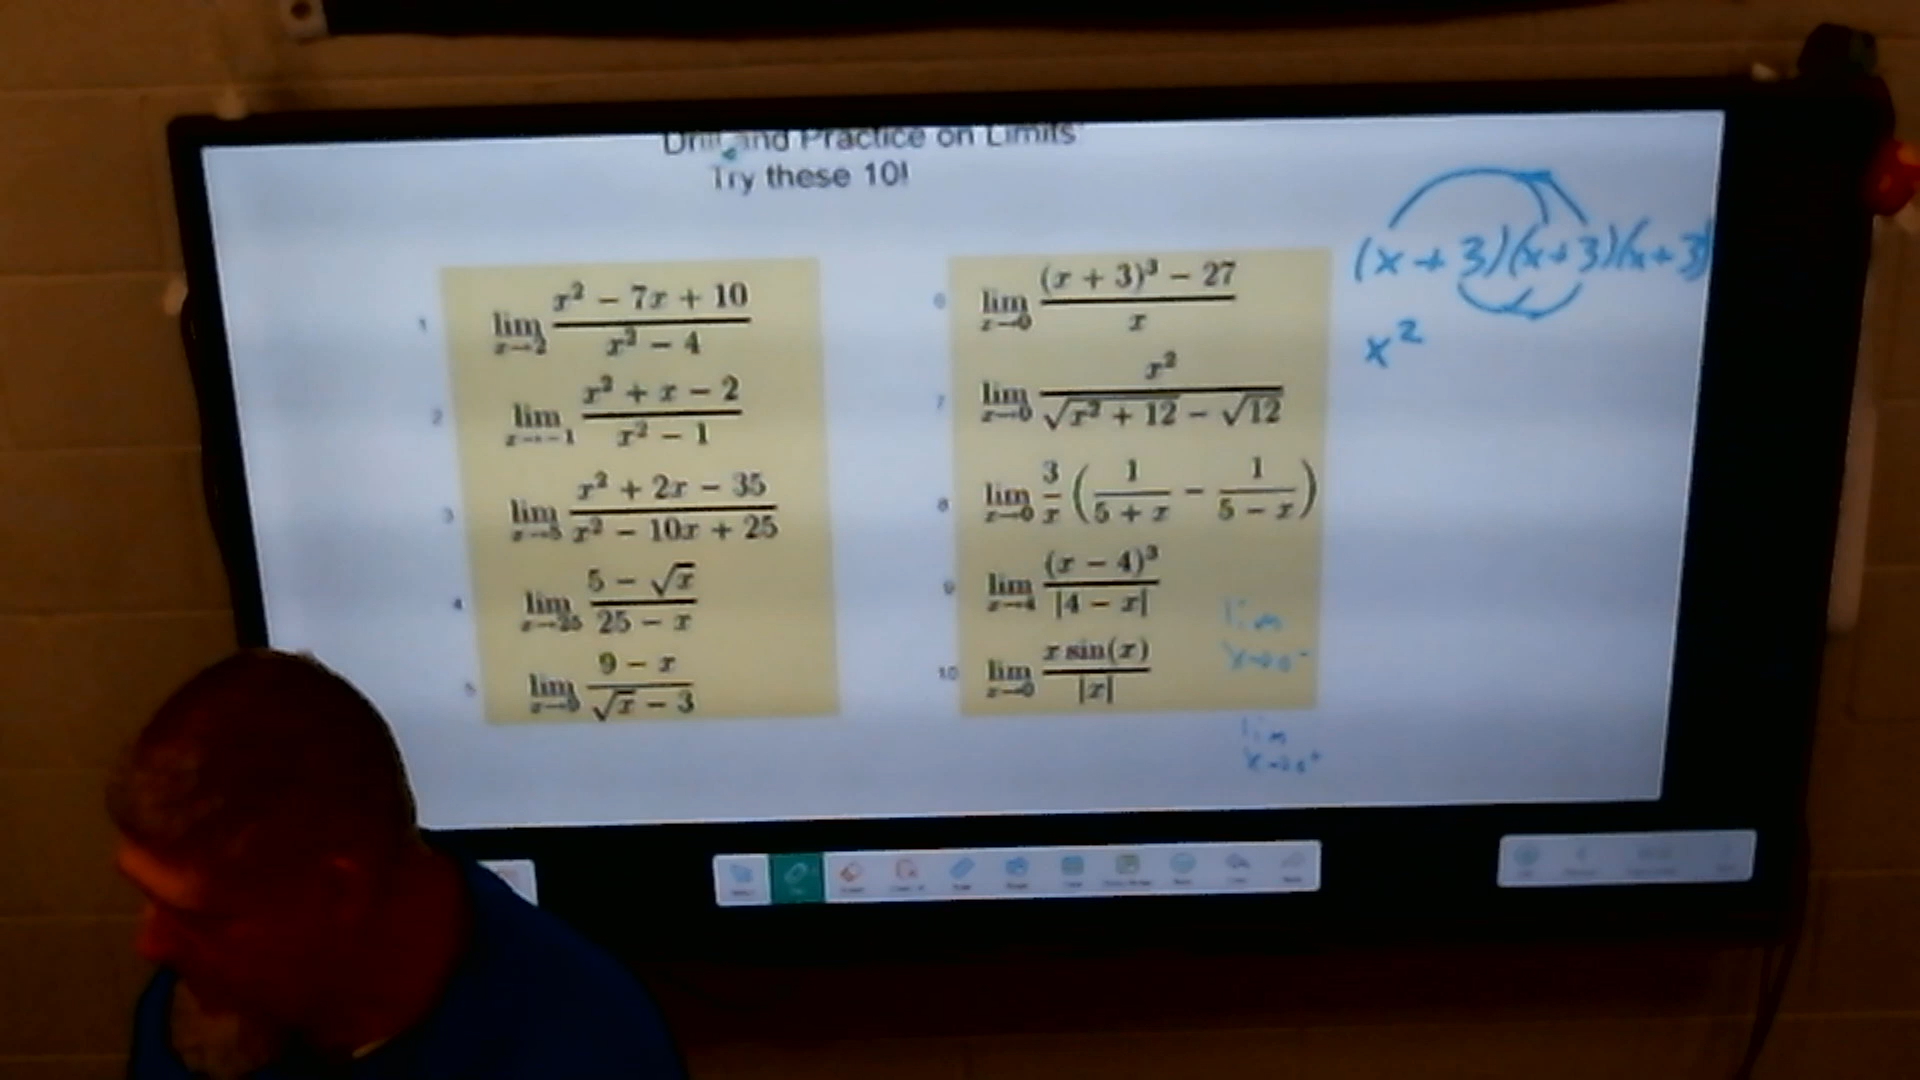 Drill and Practice on Limits
Try these 10!
1 lim x→2 (x² − 7x + 10)/(x² − 4)
2 lim x→−1 (x² + x − 2)/(x² − 1)
3 lim x→5 (x² + 2x − 35)/(x² − 10x + 25)
4 lim x→25 (5 − √x)/(25 − x)
5 lim x→9 (9 − x)/(√x − 3)
6 lim x→0 ((x + 3)³ − 27)/x
7 lim x→0 x²/(√(x² + 12) − √12)
8 lim x→0 3/x (1/(5 + x) − 1/(5 − x))
9 lim x→4 (x − 4)³/|4 − x|
10 lim x→0 x sin(x)/|x|
(x+3)(x+3)(x+3)
x²
lim
x→0⁻
lim
x→0⁺